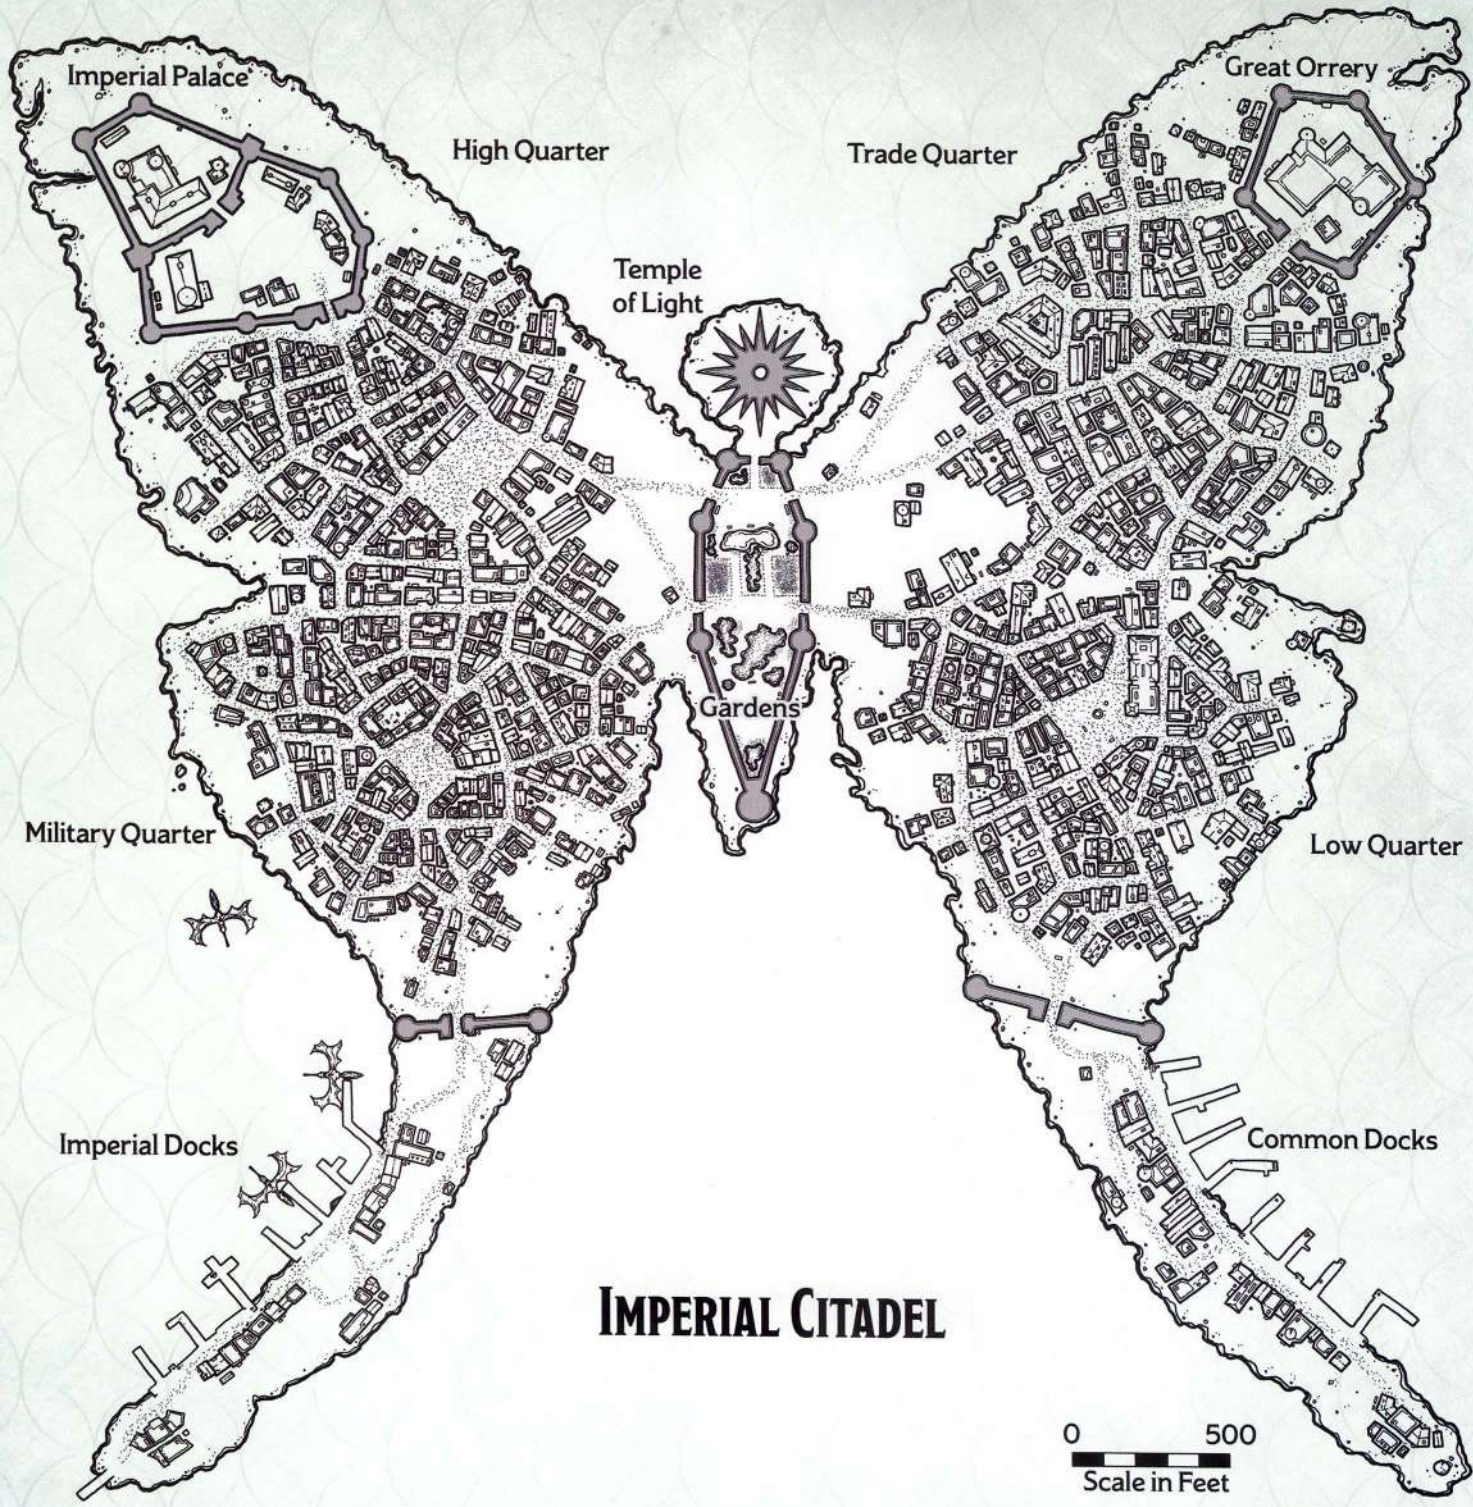 Imperial Palace
Great Orrery
High Quarter
Trade Quarter
Temple
of Light
Gardens
Military Quarter
Low Quarter
Imperial Docks
Common Docks
IMPERIAL CITADEL
0 500
Scale in Feet